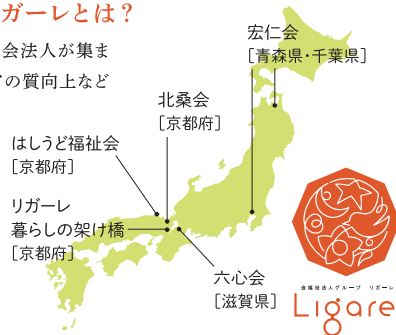 ガーレとは？
会法人が集ま
の質向上など
宏仁会
［青森県・千葉県］
北桑会
［京都府］
はしうど福祉会
［京都府］
リガーレ
暮らしの架け橋
［京都府］
六心会
［滋賀県］
会福祉法人グループ　リガーレ
Ligare